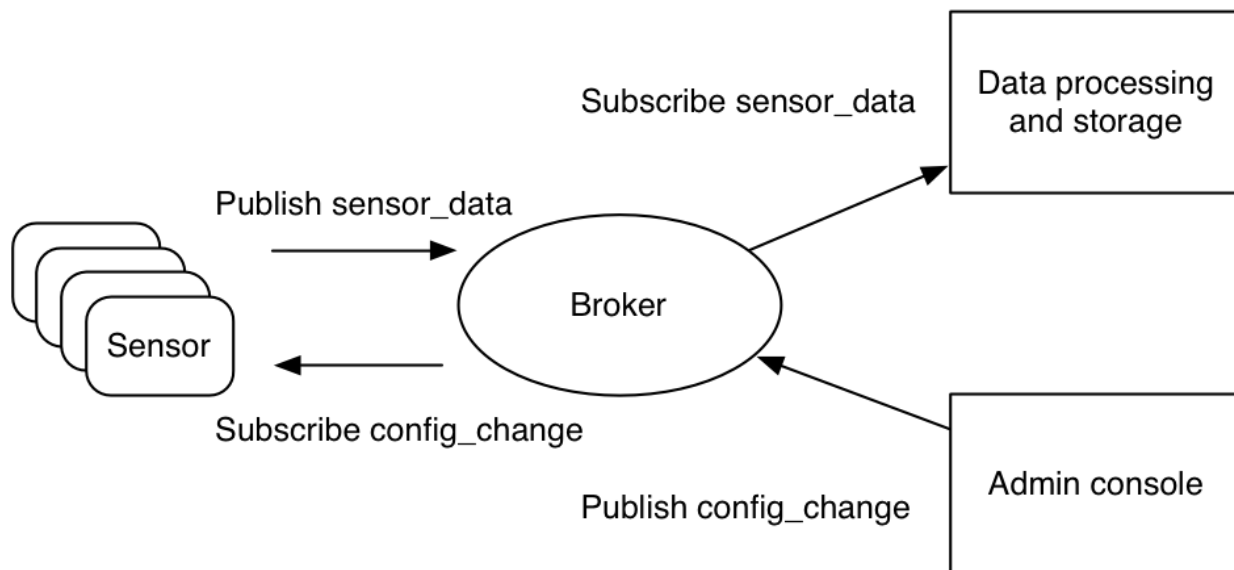 Subscribe sensor_data
Data processing
and storage
Publish sensor_data
Broker
Sensor
Subscribe config_change
Publish config_change
Admin console